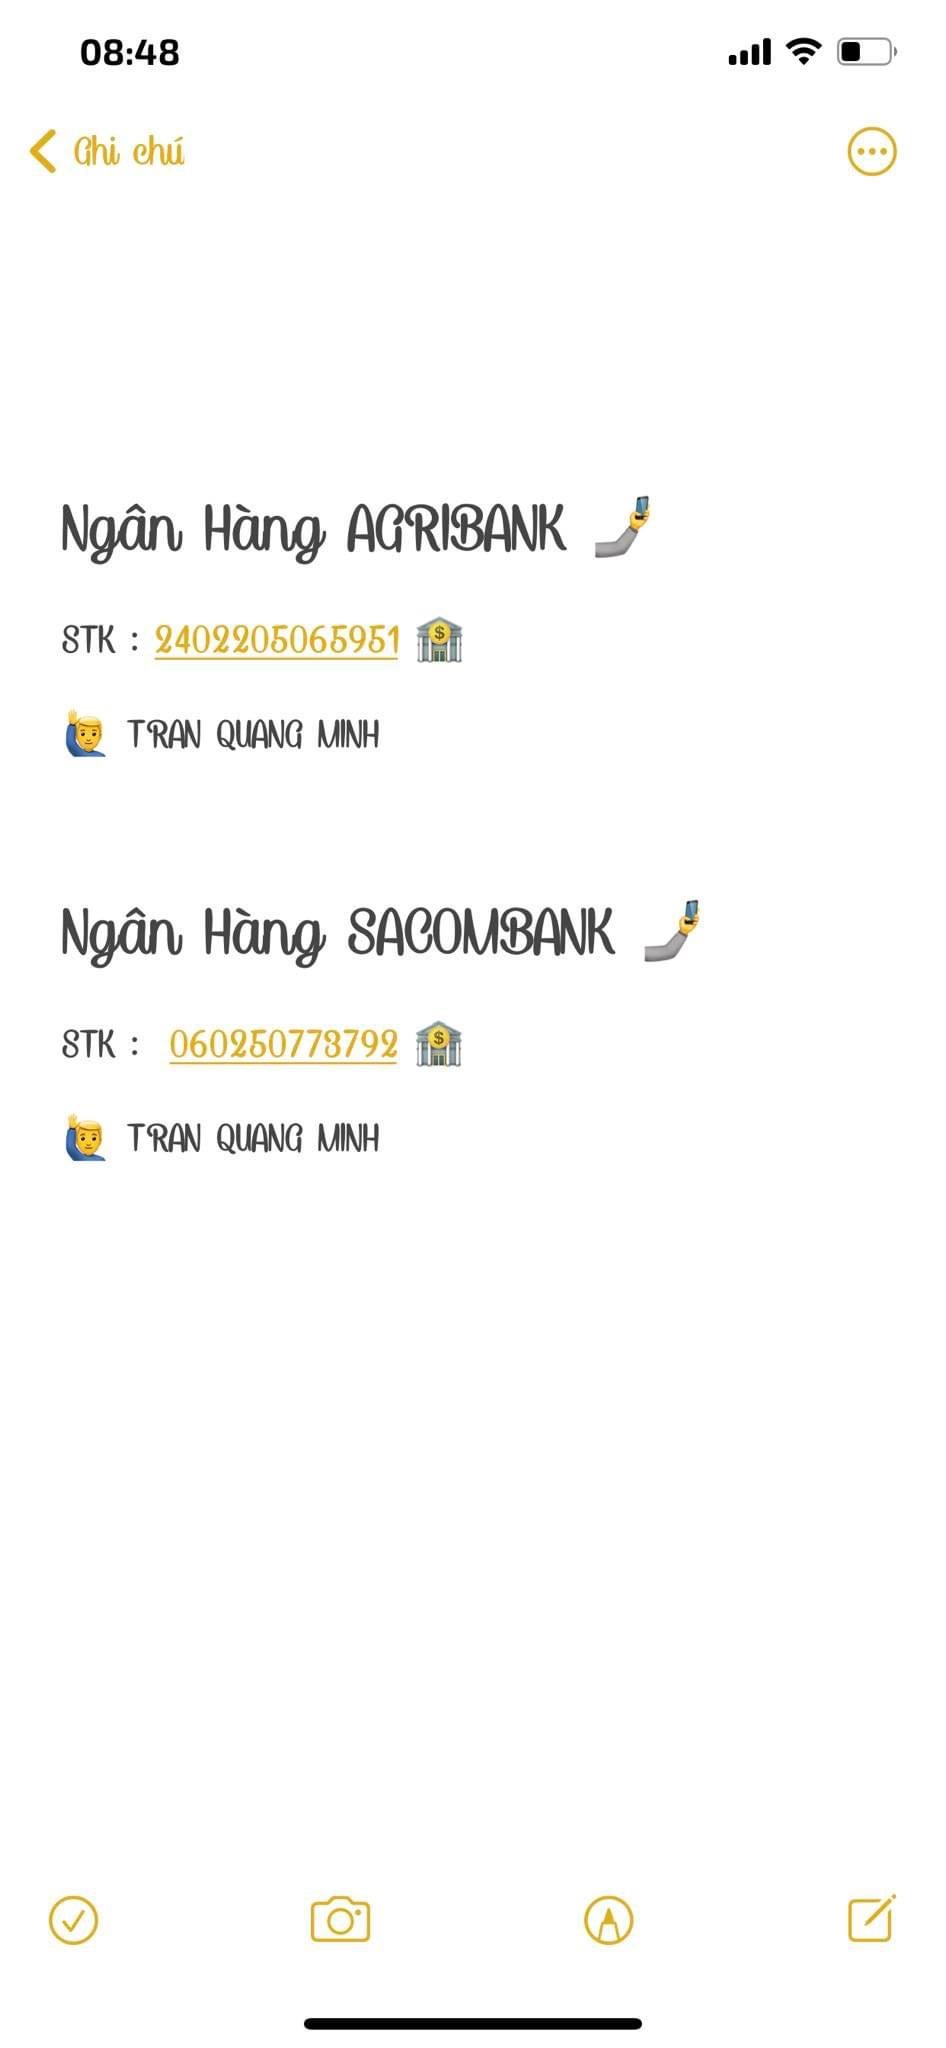 08:48
Ghi chú
Ngân Hàng AGRIBANK
STK : 2402205065951
TRAN QUANG MINH
Ngân Hàng SACOMBANK
STK : 060250773792
TRAN QUANG MINH